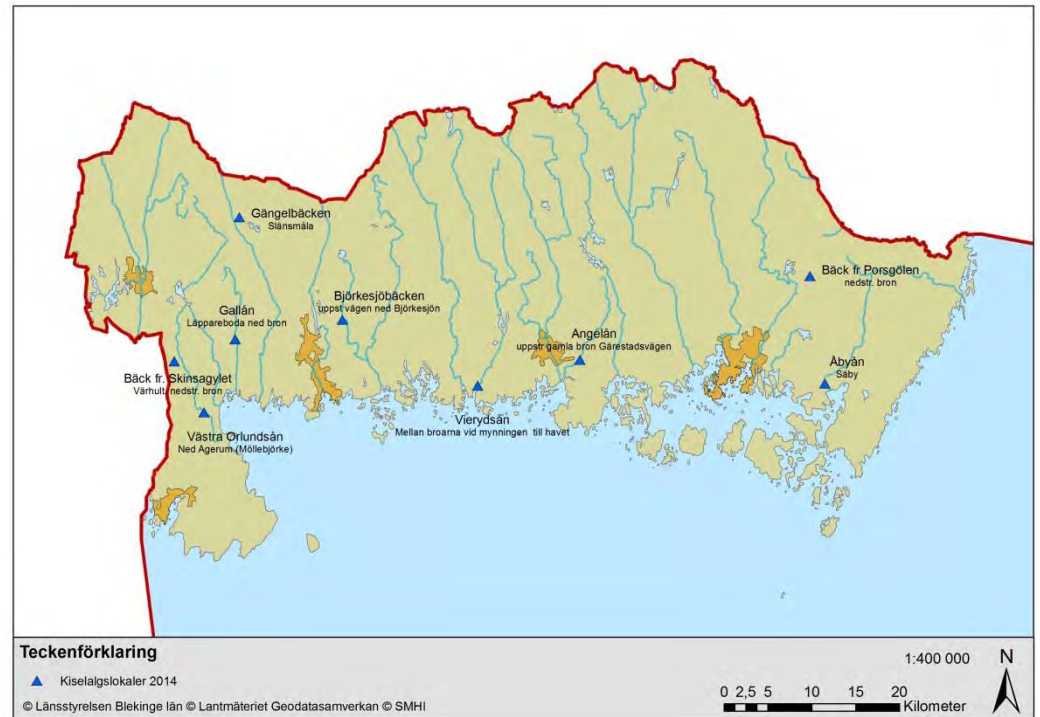 Gängelbäcken
Slänsmåla
Bäck fr Porsgölen
nedstr. bron
Björkesjöbäcken
uppst vägen ned Björkesjön
Gallån
Läppareboda ned bron
Angelån
uppstr gamla bron Gärestadsvägen
Bäck fr. Skinsagylet
Värhult, nedstr. bron
Åbyån
Säby
Vierydsån
Mellan broarna vid mynningen till havet
Västra Orlundsån
Ned Agerum (Möllebjörke)
Teckenförklaring
Kiselalgslokaler 2014
© Länsstyrelsen Blekinge län © Lantmäteriet Geodatasamverkan © SMHI
1:400 000
N
0 2,5 5 10 15 20
Kilometer